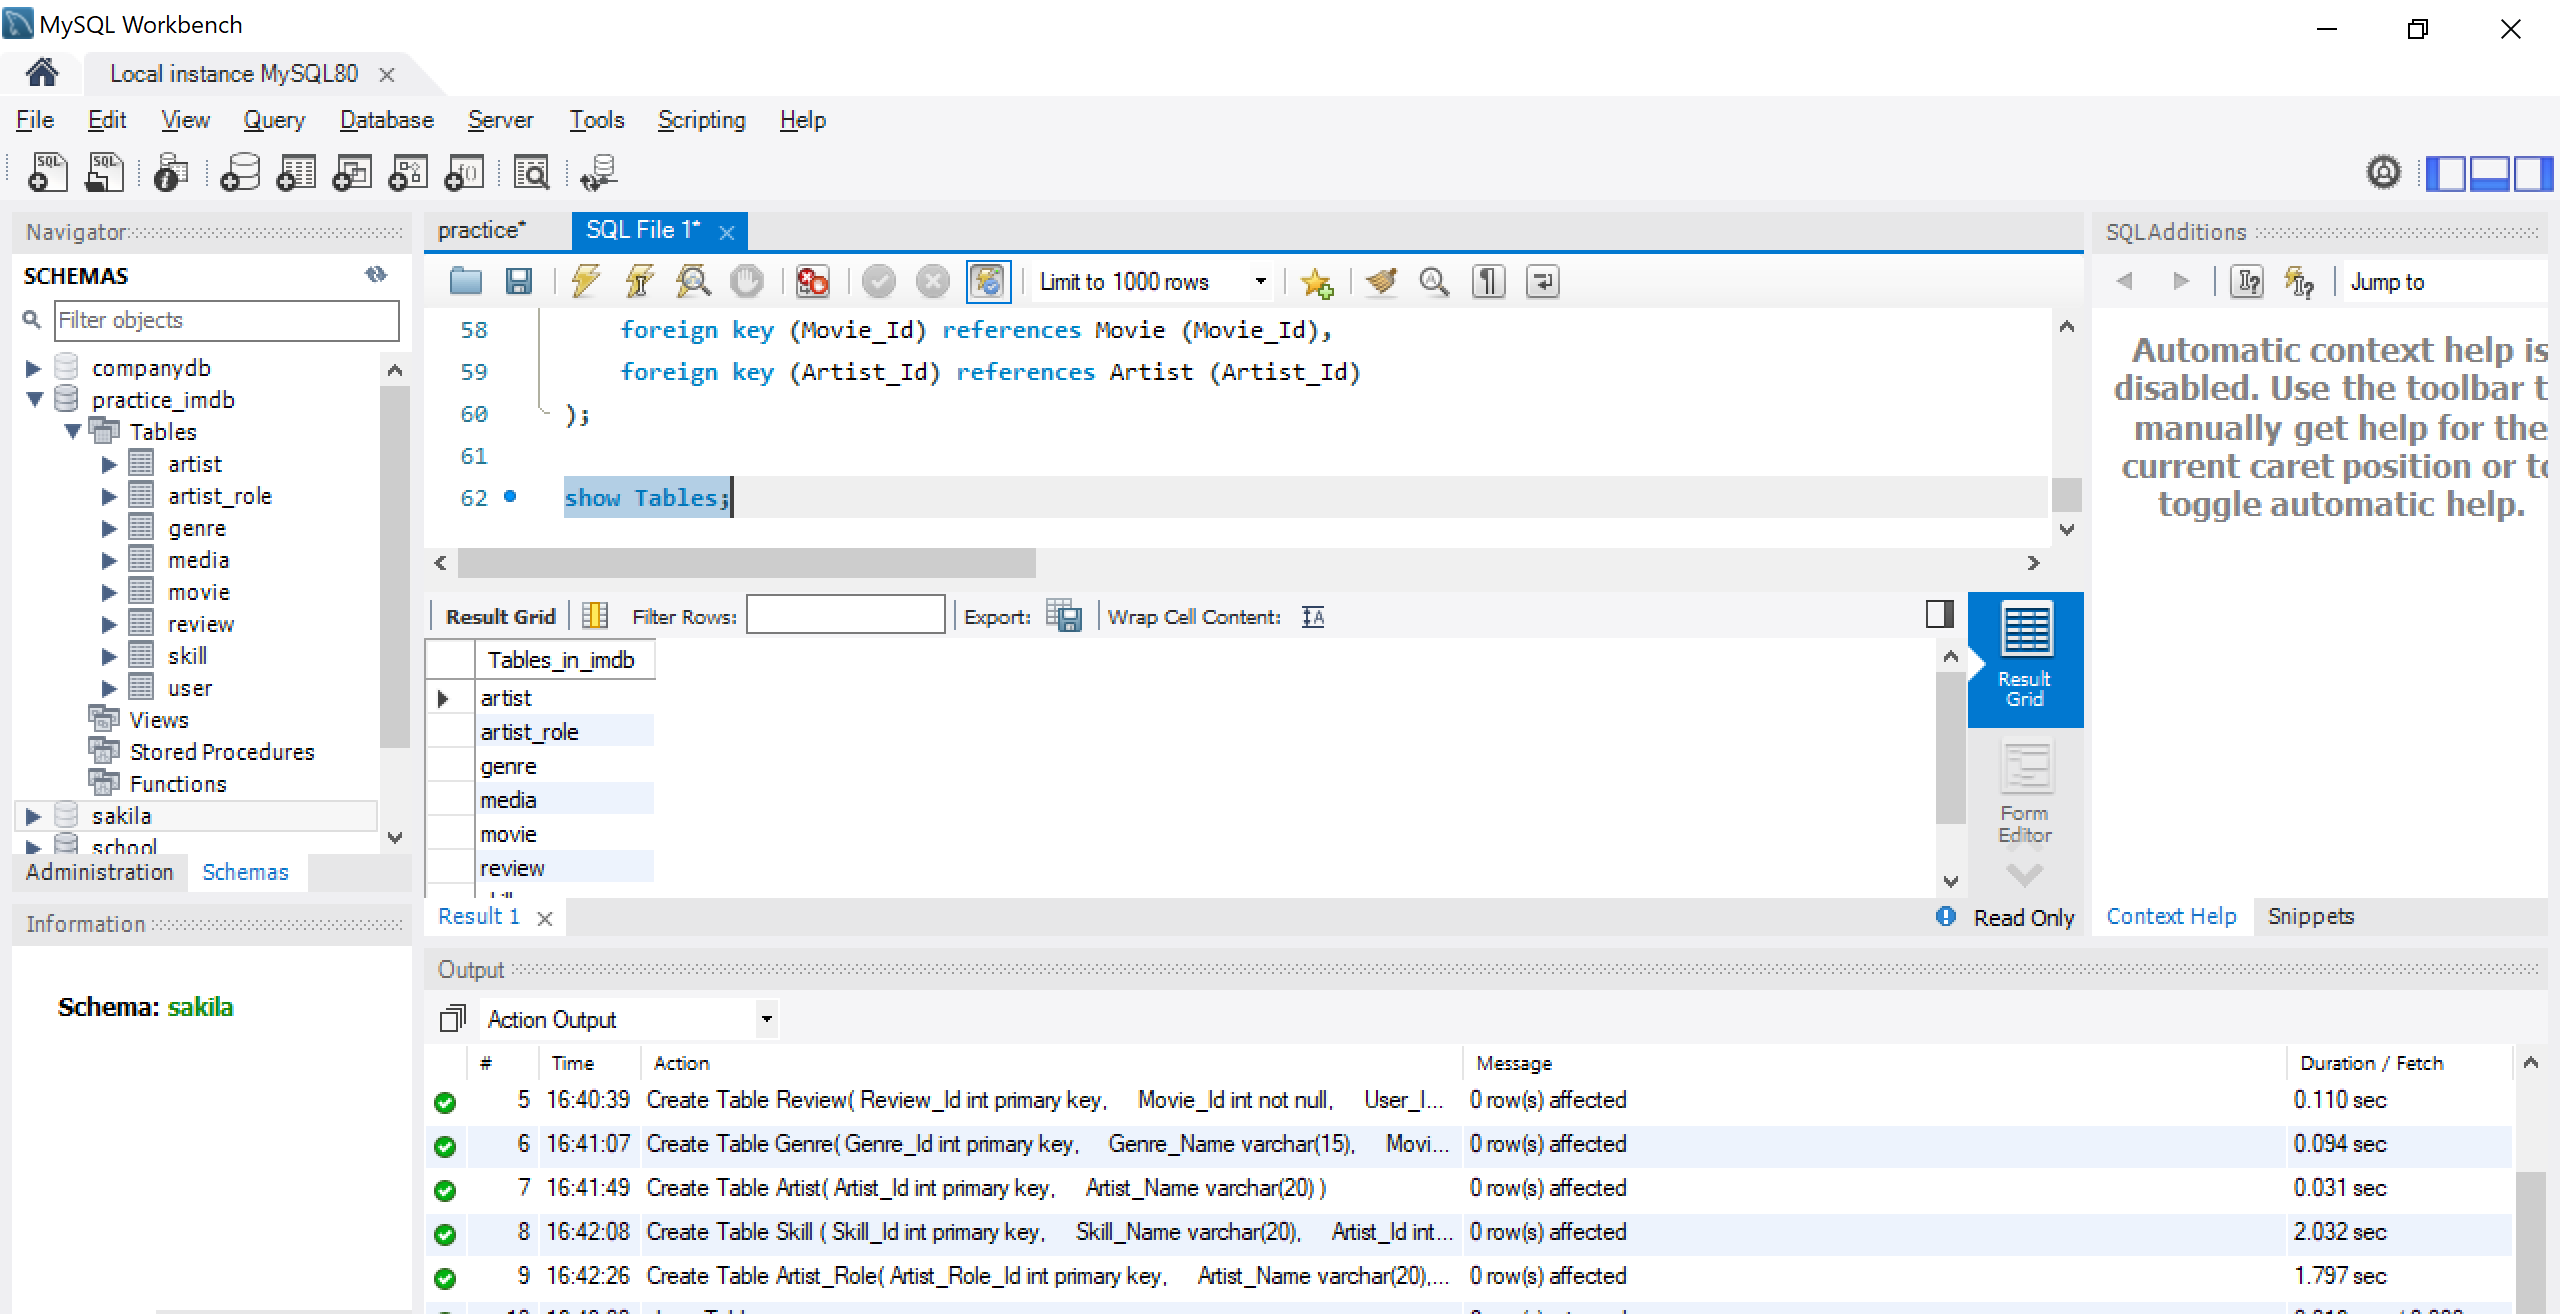 MySQL Workbench
Local instance MySQL80
File Edit View Query Database Server Tools Scripting Help
Navigator
SCHEMAS
Filter objects
companydb
practice_imdb
Tables
artist
artist_role
genre
media
movie
review
skill
user
Views
Stored Procedures
Functions
sakila
school
Administration Schemas
Information
Schema: sakila
practice* SQL File 1*
Limit to 1000 rows
58 foreign key (Movie_Id) references Movie (Movie_Id),
59 foreign key (Artist_Id) references Artist (Artist_Id)
60 );
61
62 show Tables;
Result Grid Filter Rows: Export: Wrap Cell Content:
Tables_in_imdb
artist
artist_role
genre
media
movie
review
Result
Grid
Form
Editor
Result 1 Read Only
SQLAdditions
Jump to
Automatic context help is
disabled. Use the toolbar t
manually get help for the
current caret position or to
toggle automatic help.
Context Help Snippets
Output
Action Output
# Time Action Message Duration / Fetch
5 16:40:39 Create Table Review( Review_Id int primary key, Movie_Id int not null, User_I... 0 row(s) affected 0.110 sec
6 16:41:07 Create Table Genre( Genre_Id int primary key, Genre_Name varchar(15), Movi... 0 row(s) affected 0.094 sec
7 16:41:49 Create Table Artist( Artist_Id int primary key, Artist_Name varchar(20) ) 0 row(s) affected 0.031 sec
8 16:42:08 Create Table Skill ( Skill_Id int primary key, Skill_Name varchar(20), Artist_Id int... 0 row(s) affected 2.032 sec
9 16:42:26 Create Table Artist_Role( Artist_Role_Id int primary key, Artist_Name varchar(20),... 0 row(s) affected 1.797 sec